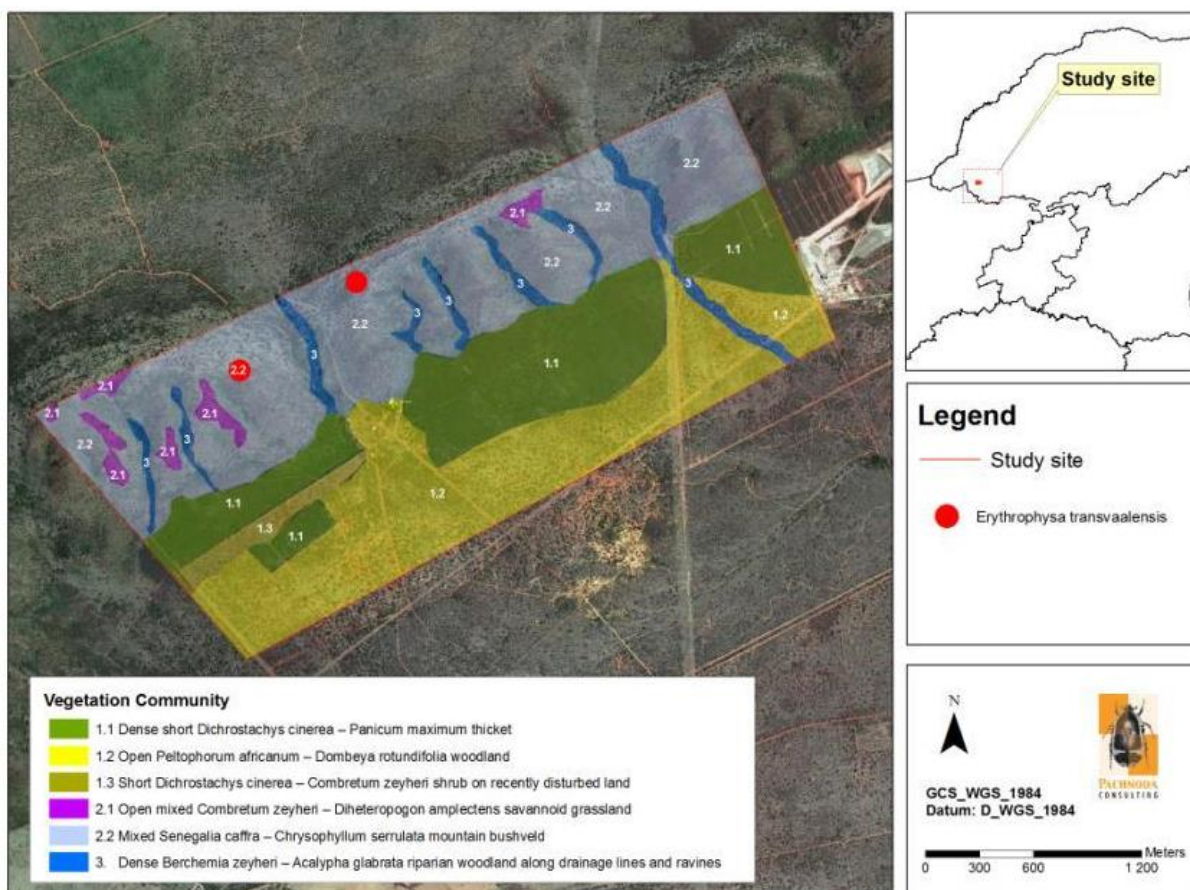 2.2
2.1
2.2
3
2.2
1.1
3
1.2
2.2
3
1.1
3
2.2
2.1
2.1
2.1
2.2
3
2.1
3
2.1
1.1
1.2
1.3
1.1
Vegetation Community
1.1 Dense short Dichrostachys cinerea – Panicum maximum thicket
1.2 Open Peltophorum africanum – Dombeya rotundifolia woodland
1.3 Short Dichrostachys cinerea – Combretum zeyheri shrub on recently disturbed land
2.1 Open mixed Combretum zeyheri – Diheteropogon amplectens savannoid grassland
2.2 Mixed Senegalia caffra – Chrysophyllum serrulata mountain bushveld
3. Dense Berchemia zeyheri – Acalypha glabrata riparian woodland along drainage lines and ravines
Study site
Legend
Study site
Erythrophysa transvaalensis
N
PACHNODA
CONSULTING
GCS_WGS_1984
Datum: D_WGS_1984
Meters
0 300 600 1 200